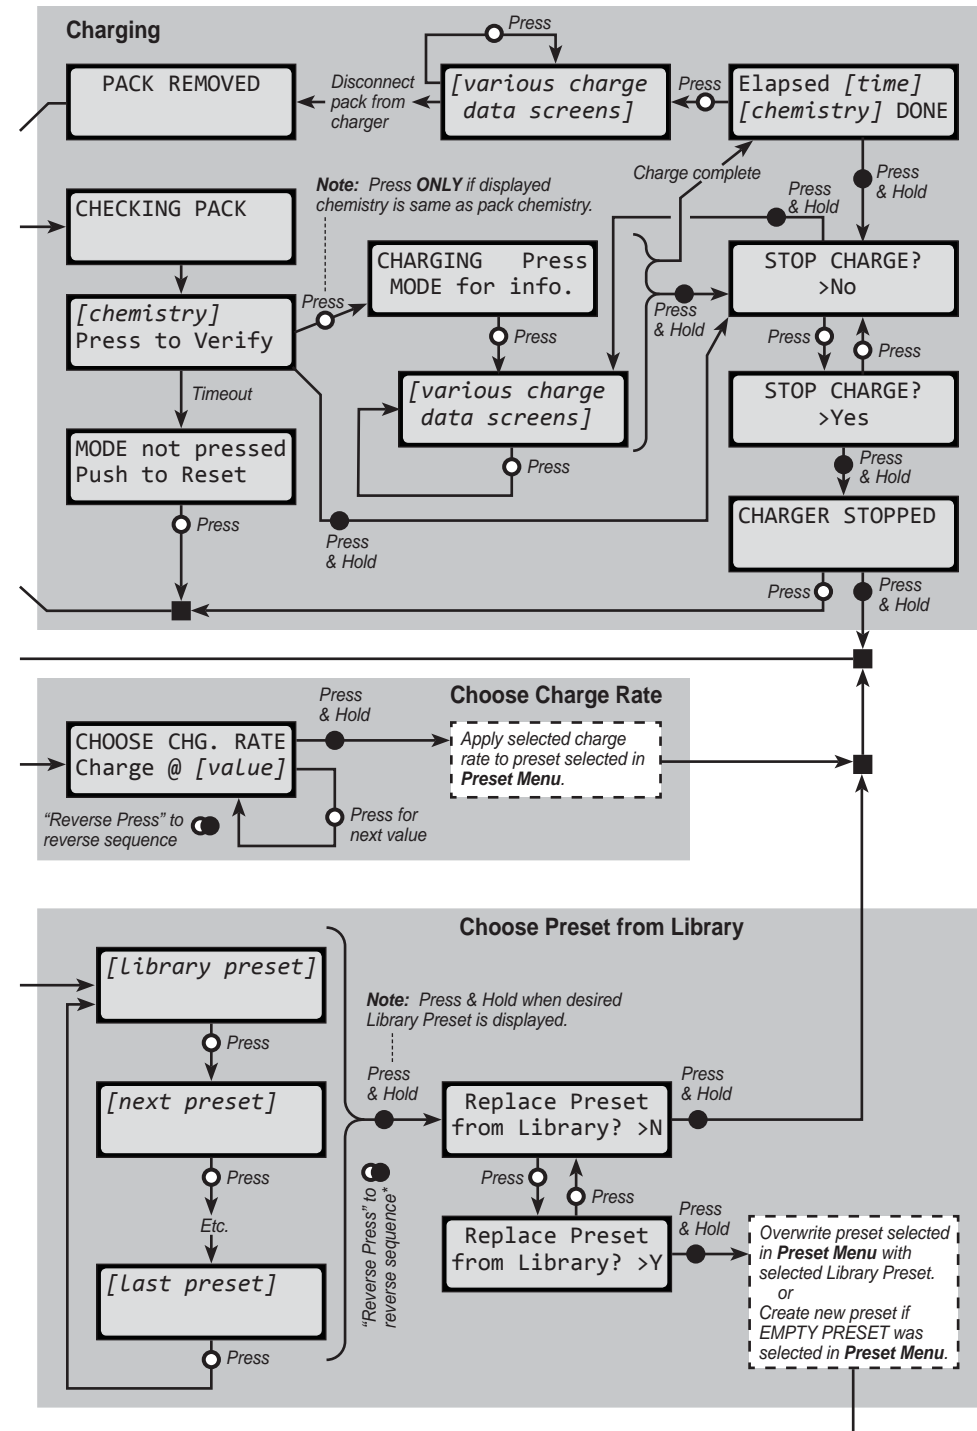 Charging
Press
PACK REMOVED
Disconnect
pack from
charger
[various charge
data screens]
Press
Elapsed [time]
[chemistry] DONE
Charge complete
Press
& Hold
Press
& Hold
Note: Press ONLY if displayed
chemistry is same as pack chemistry.
CHECKING PACK
CHARGING Press
MODE for info.
STOP CHARGE?
>No
[chemistry]
Press to Verify
Press
Press
Press
& Hold
Press
Press
Timeout
[various charge
data screens]
STOP CHARGE?
>Yes
MODE not pressed
Push to Reset
Press
Press
& Hold
Press
Press
& Hold
CHARGER STOPPED
Press
Press
& Hold
Choose Charge Rate
Press
& Hold
CHOOSE CHG. RATE
Charge @ [value]
Apply selected charge
rate to preset selected in
Preset Menu.
“Reverse Press” to
reverse sequence
Press for
next value
Choose Preset from Library
[library preset]
Note: Press & Hold when desired
Library Preset is displayed.
Press
[next preset]
Press
& Hold
Replace Preset
from Library? >N
Press
& Hold
Press
Etc.
“Reverse Press” to
reverse sequence*
Press
Press
[last preset]
Replace Preset
from Library? >Y
Press
& Hold
Overwrite preset selected
in Preset Menu with
selected Library Preset.
or
Create new preset if
EMPTY PRESET was
selected in Preset Menu.
Press